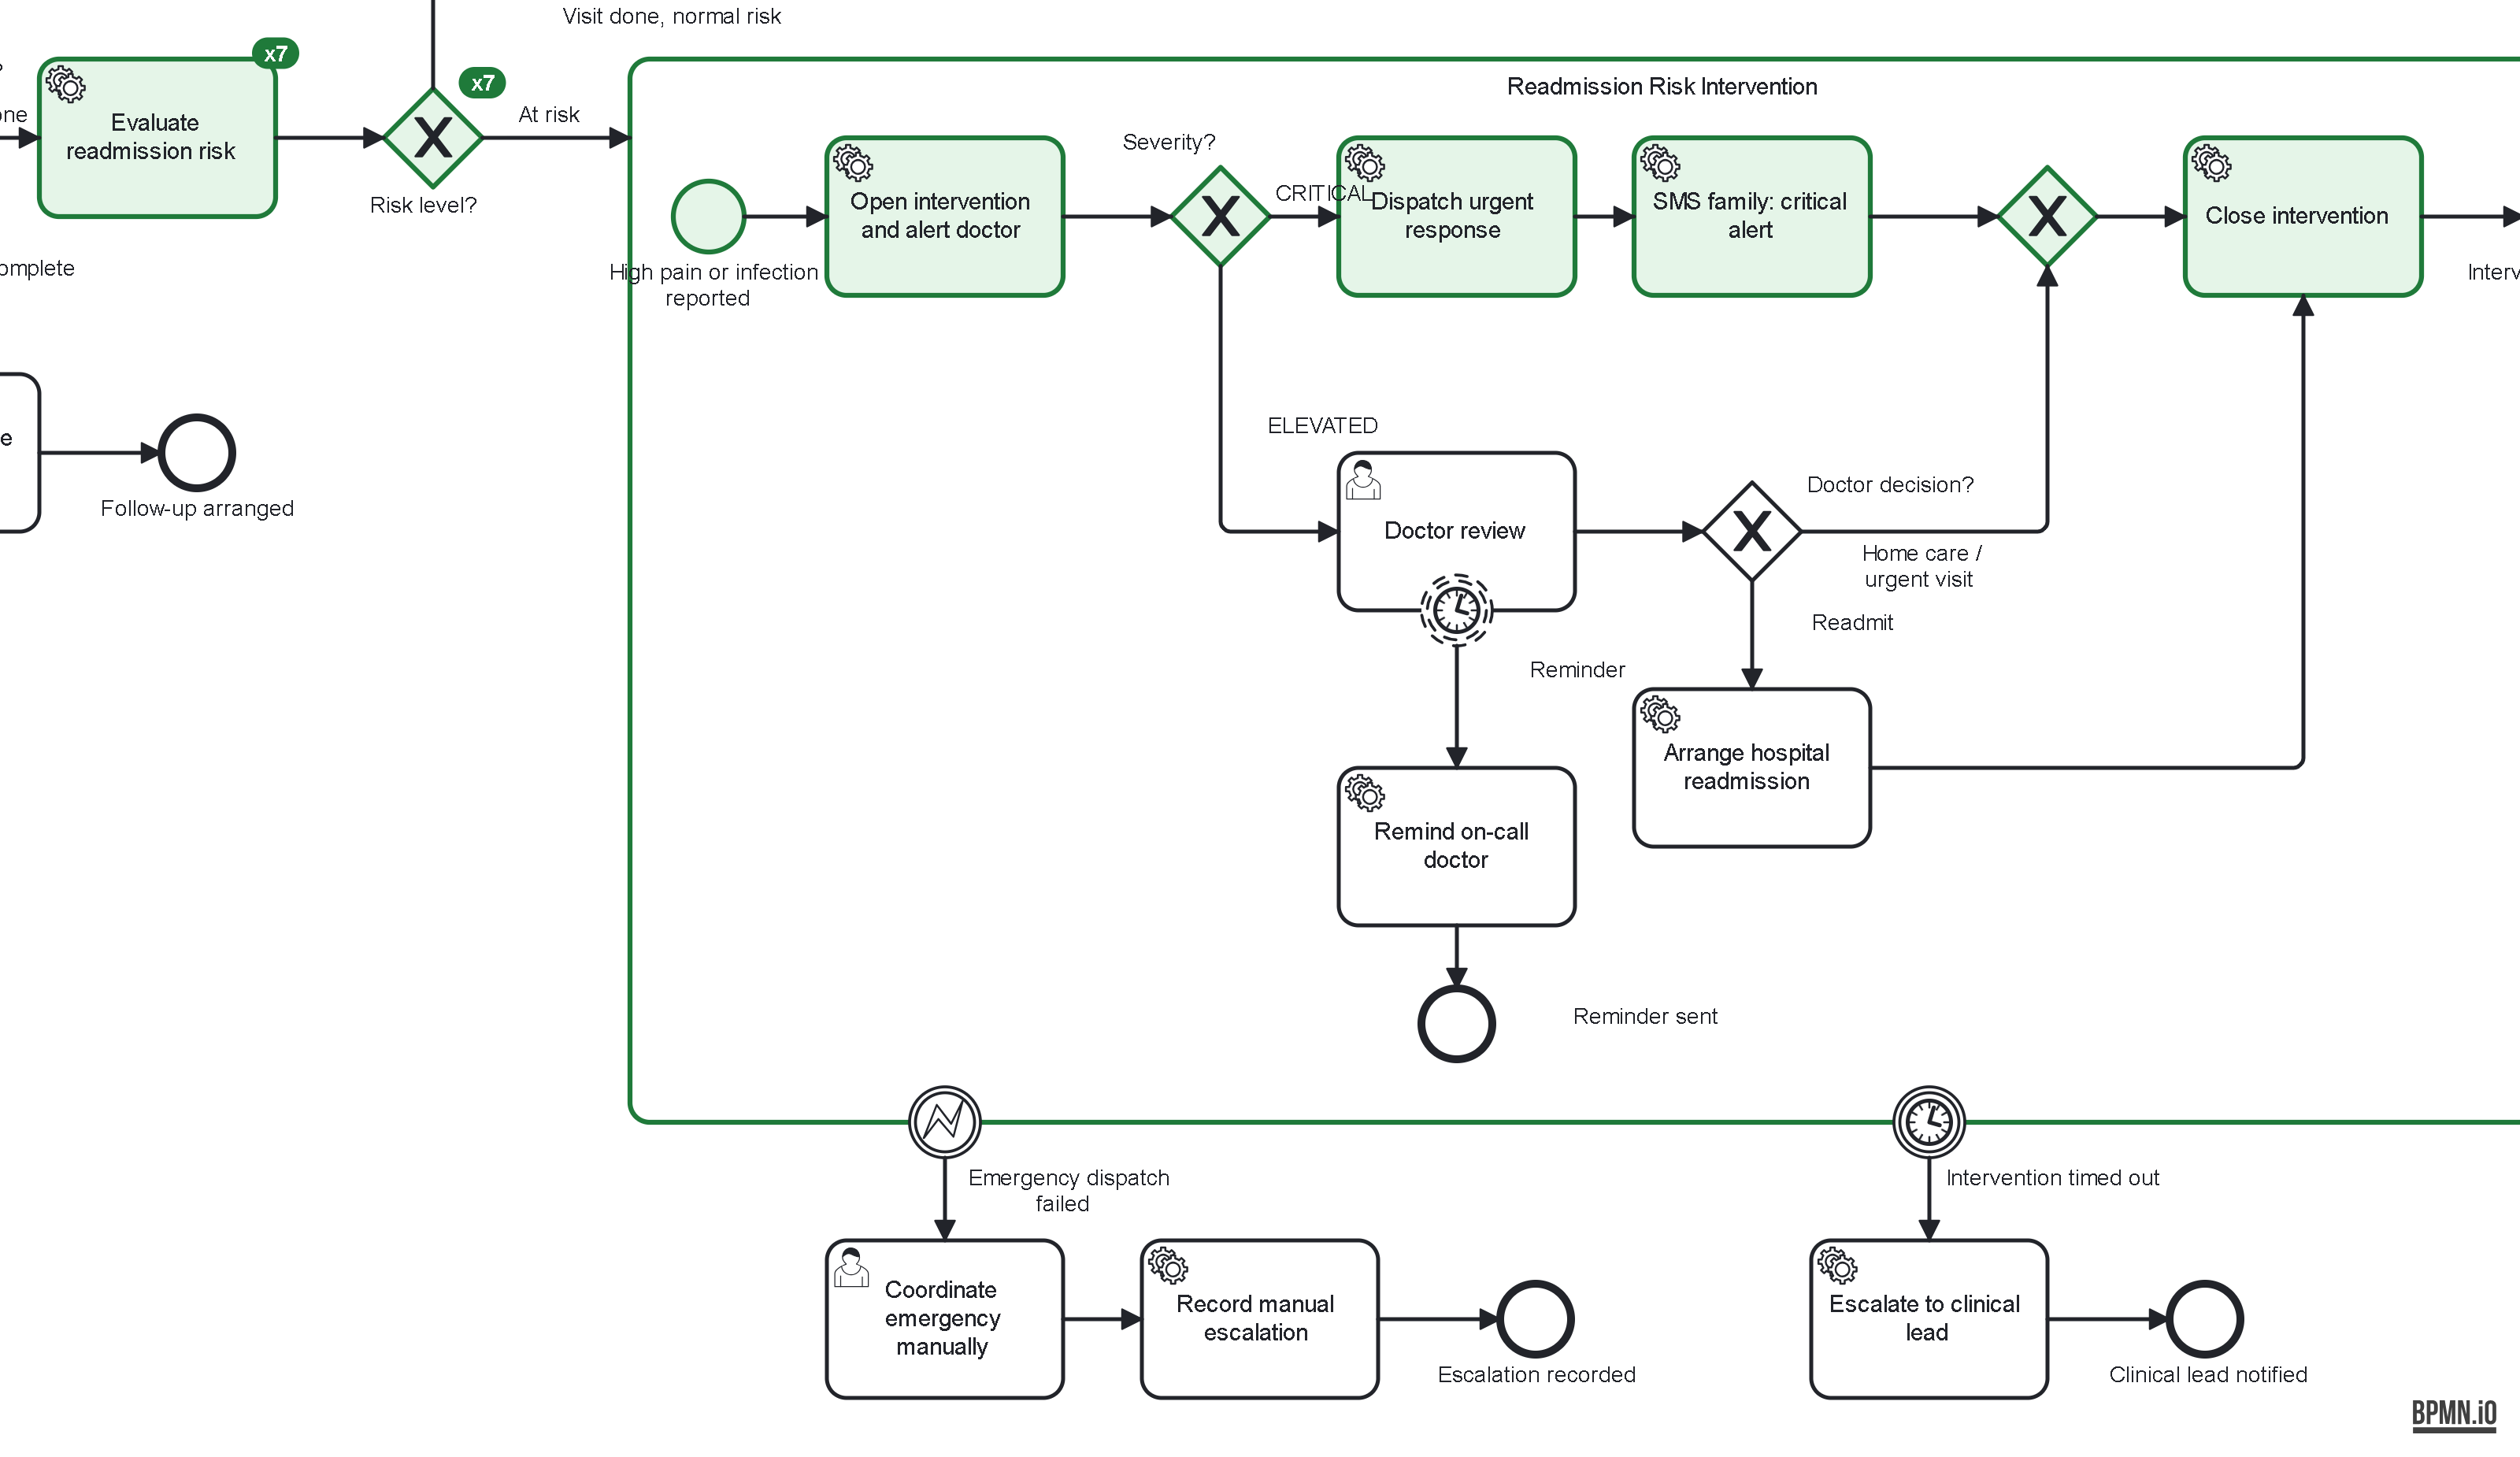 Visit done, normal risk
x7
x7
Readmission Risk Intervention
one
Evaluate
readmission risk
At risk
Risk level?
Severity?
CRITICAL
High pain or infection
reported
Open intervention
and alert doctor
Dispatch urgent
response
SMS family: critical
alert
Close intervention
Interv
omplete
e
Follow-up arranged
ELEVATED
Doctor review
Doctor decision?
Home care /
urgent visit
Readmit
Reminder
Arrange hospital
readmission
Remind on-call
doctor
Reminder sent
Emergency dispatch
failed
Intervention timed out
Coordinate
emergency
manually
Record manual
escalation
Escalation recorded
Escalate to clinical
lead
Clinical lead notified
BPMN.iO